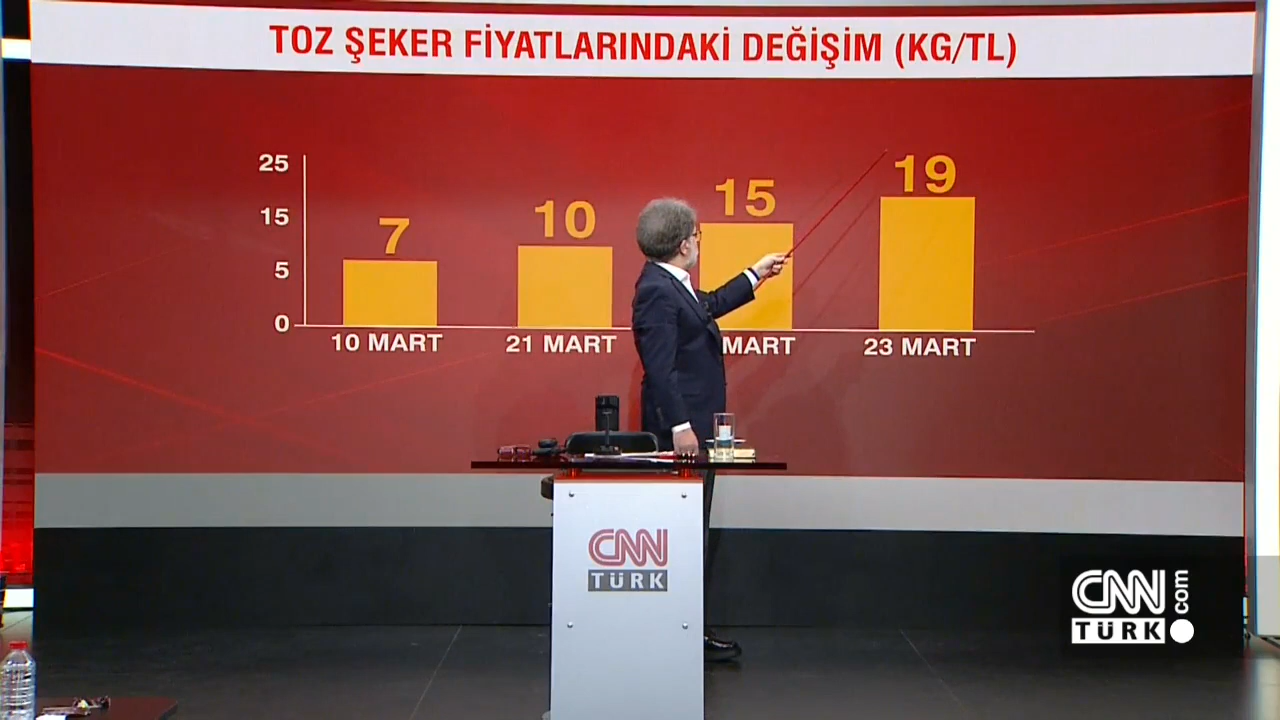 TOZ ŞEKER FİYATLARINDAKİ DEĞİŞİM (KG/TL)
25
15
5
0
7
10
15
19
10 MART
21 MART
MART
23 MART
CNN
TÜRK
CNN
TÜRK
.com